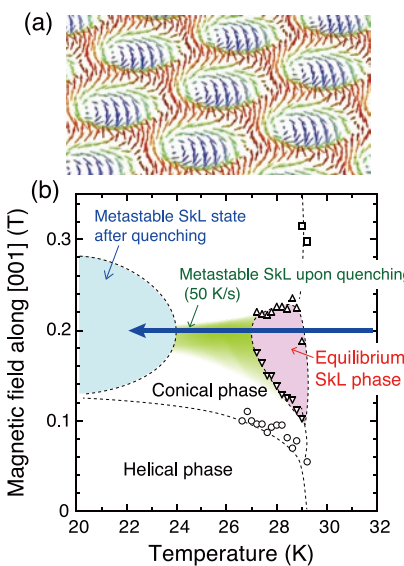 (a)
(b)
Magnetic field along [001] (T)
0.3
0.2
0.1
0
Metastable SkL state
after quenching
Metastable SkL upon quenching
(50 K/s)
Equilibrium
SkL phase
Conical phase
Helical phase
20 22 24 26 28 30 32
Temperature (K)